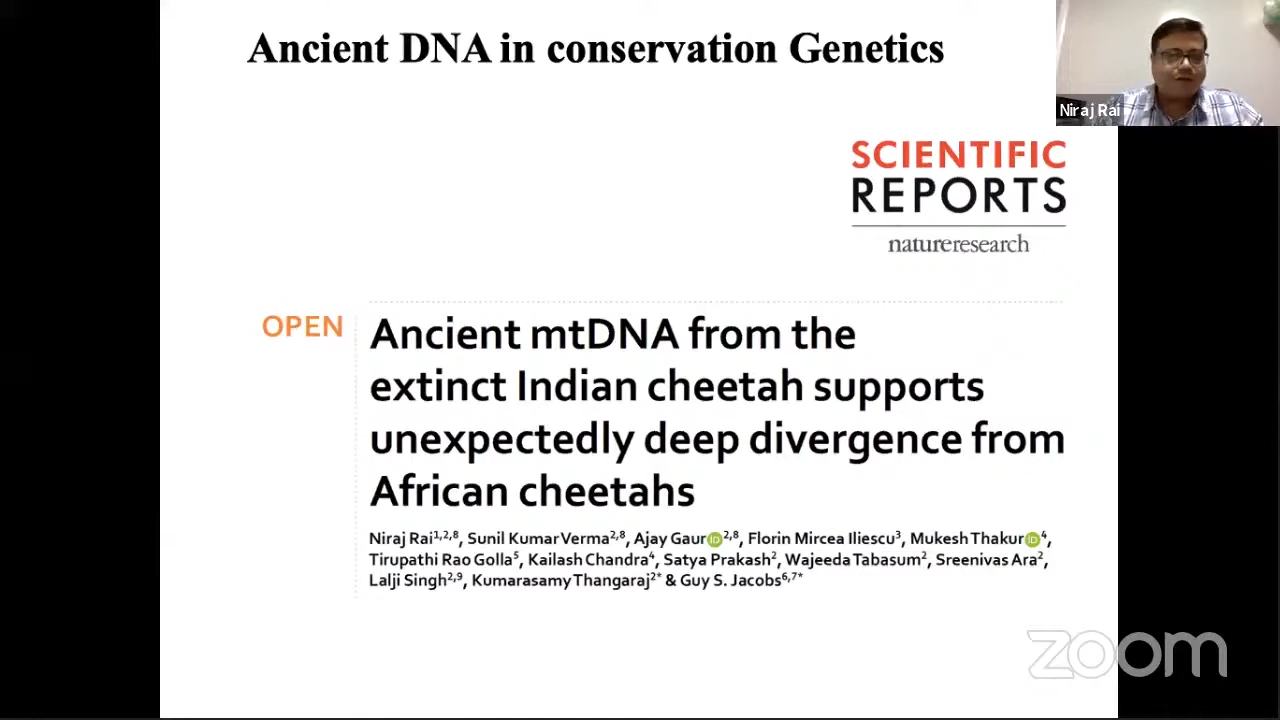 Ancient DNA in conservation Genetics
Niraj Rai
SCIENTIFIC
REPORTS
natureresearch
OPEN
Ancient mtDNA from the
extinct Indian cheetah supports
unexpectedly deep divergence from
African cheetahs
Niraj Rai1,2,8, Sunil Kumar Verma2,8, Ajay Gaur2,8, Florin Mircea Iliescu3, Mukesh Thakur4,
Tirupathi Rao Golla5, Kailash Chandra4, Satya Prakash2, Wajeeda Tabasum2, Sreenivas Ara2,
Lalji Singh2,9, Kumarasamy Thangaraj2* & Guy S. Jacobs6,7*
zoom